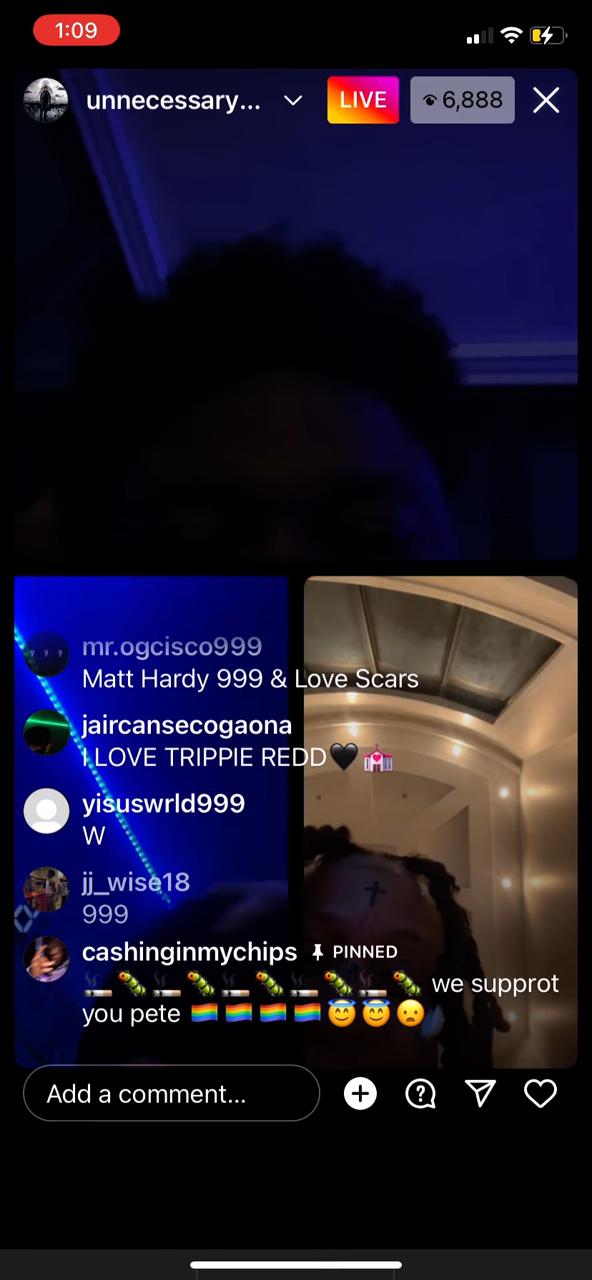 1:09
unnecessary...
LIVE
6,888
mr.ogcisco999
Matt Hardy 999 & Love Scars
jaircansecogaona
I LOVE TRIPPIE REDD🖤 💒
yisuswrld999
W
jj_wise18
999
cashinginmychips PINNED
🚬🐛🚬🐛🚬🐛🚬🐛🚬🐛 we supprot
you pete 🏳️‍🌈🏳️‍🌈🏳️‍🌈🏳️‍🌈😇😇😦
Add a comment...